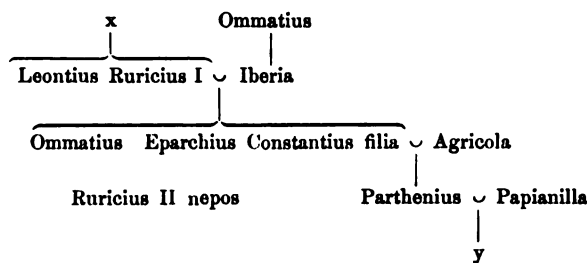 x Ommatius
Leontius Ruricius I ⌣ Iberia
Ommatius Eparchius Constantius filia ⌣ Agricola
Ruricius II nepos Parthenius ⌣ Papianilla
y